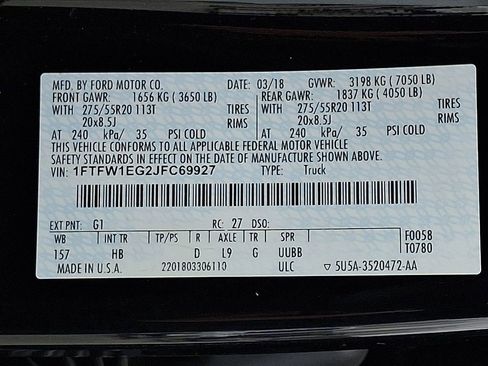 MFD. BY FORD MOTOR CO. DATE: 03/18 GVWR: 3198 KG (7050 LB)
FRONT GAWR: 1656 KG (3650 LB) REAR GAWR: 1837 KG (4050 LB)
WITH 275/55R20 113T TIRES WITH 275/55R20 113T TIRES
20x8.5J RIMS 20x8.5J RIMS
AT 240 kPa/ 35 PSI COLD AT 240 kPa/ 35 PSI COLD
THIS VEHICLE CONFORMS TO ALL APPLICABLE FEDERAL MOTOR VEHICLE
SAFETY STANDARDS IN EFFECT ON THE DATE OF MANUFACTURE SHOWN ABOVE.
VIN: 1FTFW1EG2JFC69927 TYPE: Truck
EXT PNT: G1 RC: 27 DSO: F0058
WB INT TR TP/PS R AXLE TR SPR T0780
157 HB D L9 G UUBB
MADE IN U.S.A. 2201803306110 ULC ▽ 5U5A-3520472-AA